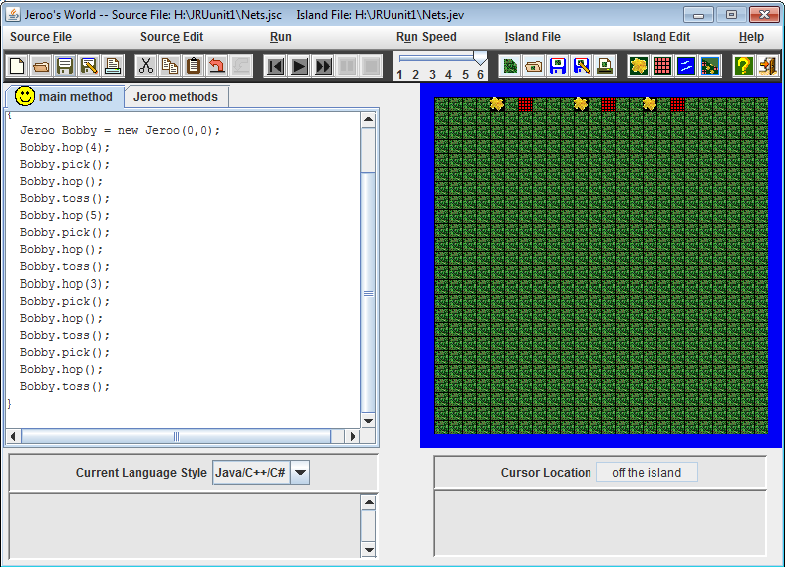 Jeroo's World -- Source File: H:\JRUunit1\Nets.jsc    Island File: H:\JRUunit1\Nets.jev
Source File Source Edit Run Run Speed Island File Island Edit Help
1 2 3 4 5 6
main method Jeroo methods
{
Jeroo Bobby = new Jeroo(0,0);
Bobby.hop(4);
Bobby.pick();
Bobby.hop();
Bobby.toss();
Bobby.hop(5);
Bobby.pick();
Bobby.hop();
Bobby.toss();
Bobby.hop(3);
Bobby.pick();
Bobby.hop();
Bobby.toss();
Bobby.pick();
Bobby.hop();
Bobby.toss();
}
Current Language Style Java/C++/C#
Cursor Location off the island